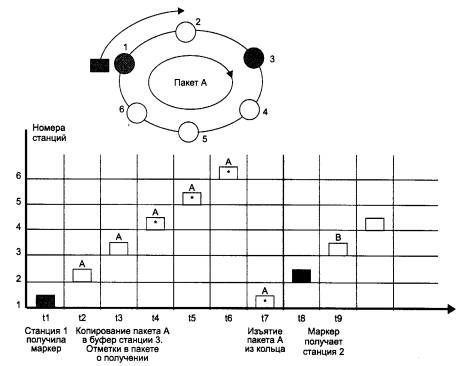 2
1
3
Пакет А
6
4
5
Номера
станций
А
6
А
*
5
А
*
4
А
В
*
3
А
2
А
1
*
t1 t2 t3 t4 t5 t6 t7 t8 t9
Станция 1
получила
маркер
Копирование пакета А
в буфер станции 3.
Отметки в пакете
о получении
Изъятие
пакета А
из кольца
Маркер
получает
станция 2